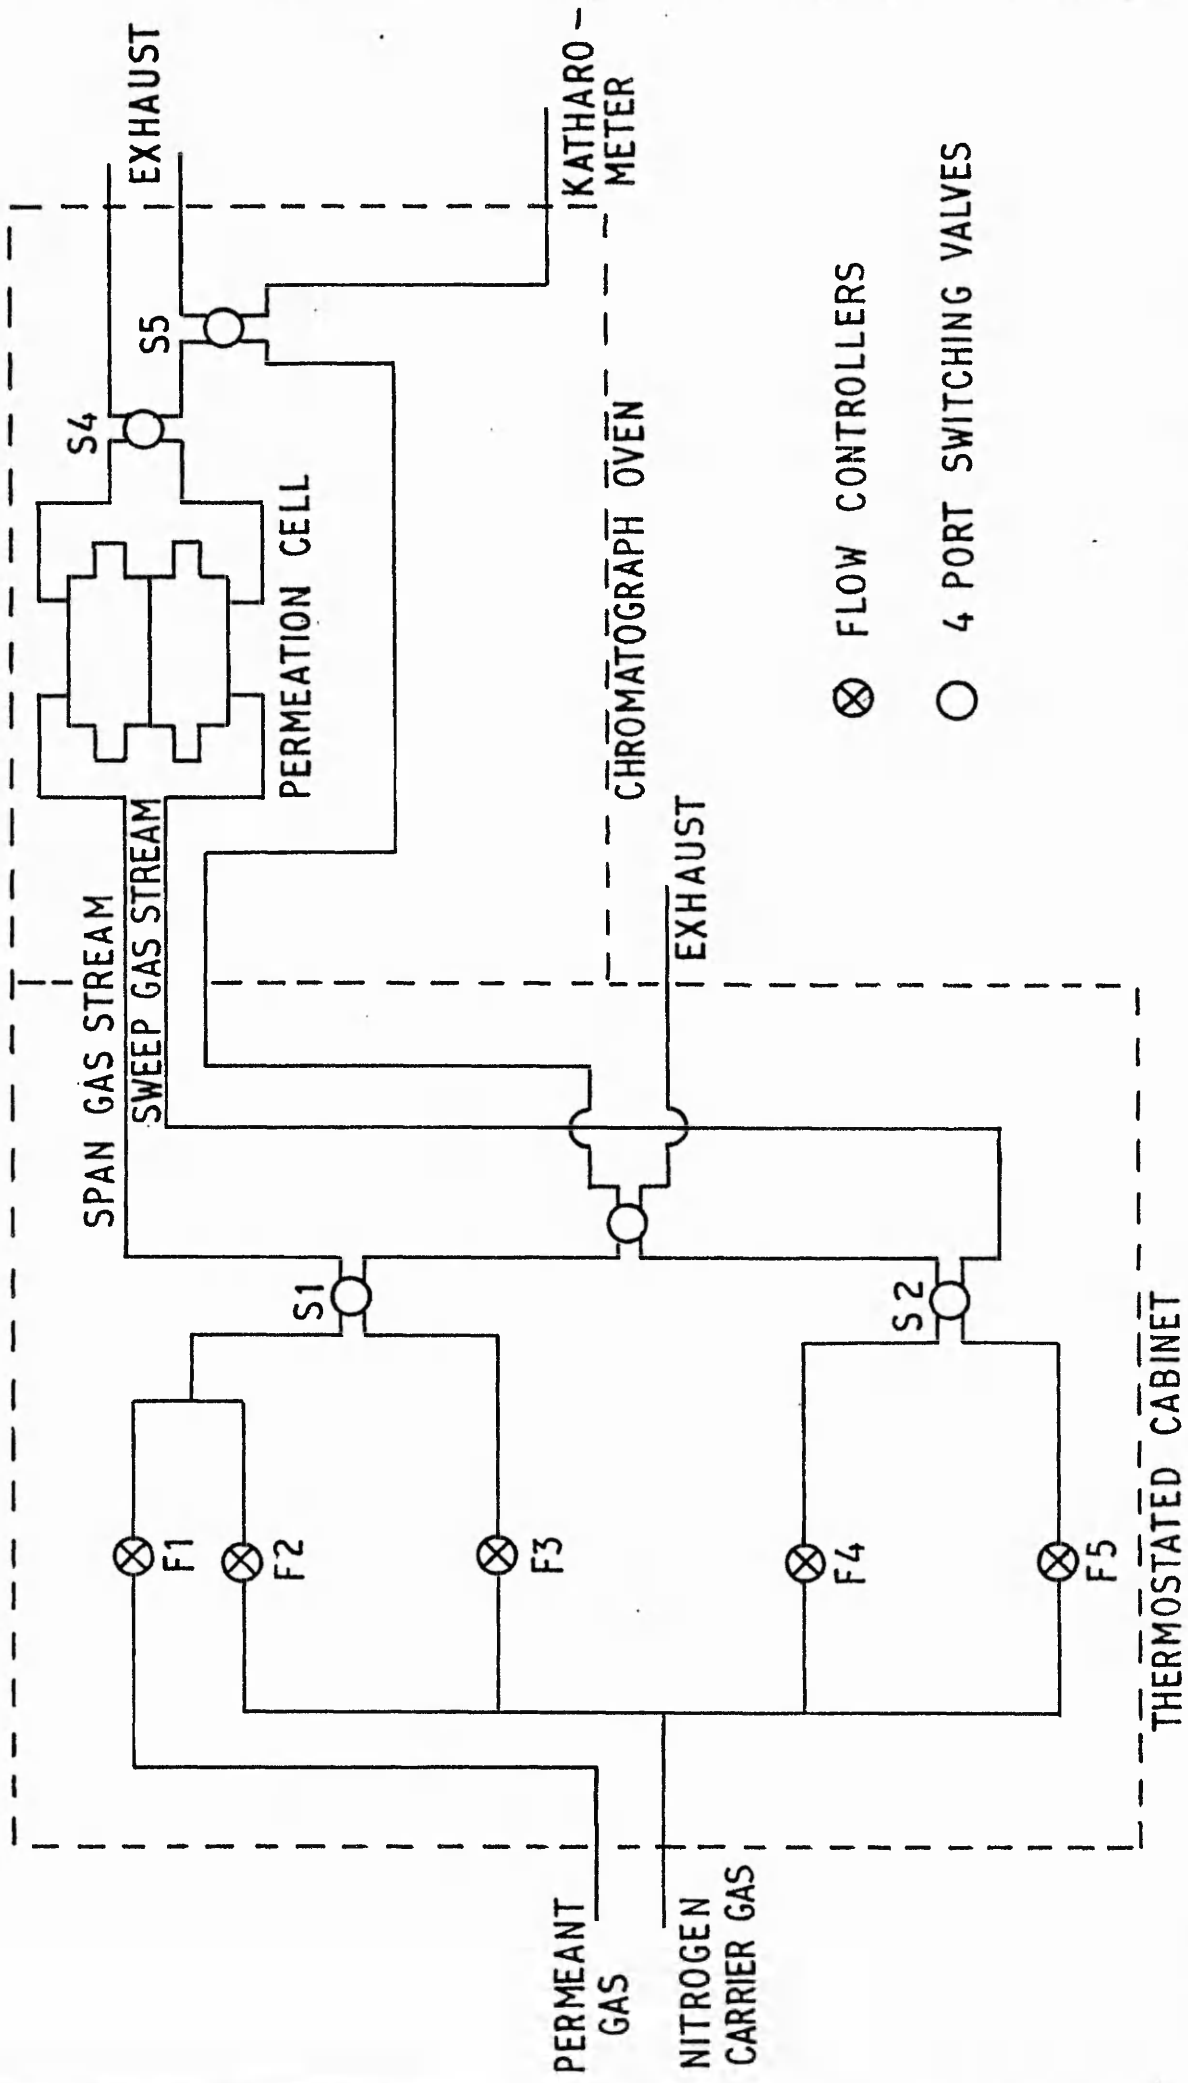 EXHAUST
S4
S5
KATHARO-
METER
PERMEATION CELL
SPAN GAS STREAM
SWEEP GAS STREAM
CHROMATOGRAPH OVEN
EXHAUST
S1
S2
F1
F2
F3
F4
F5
THERMOSTATED CABINET
PERMEANT
GAS
NITROGEN
CARRIER GAS
FLOW CONTROLLERS
4 PORT SWITCHING VALVES